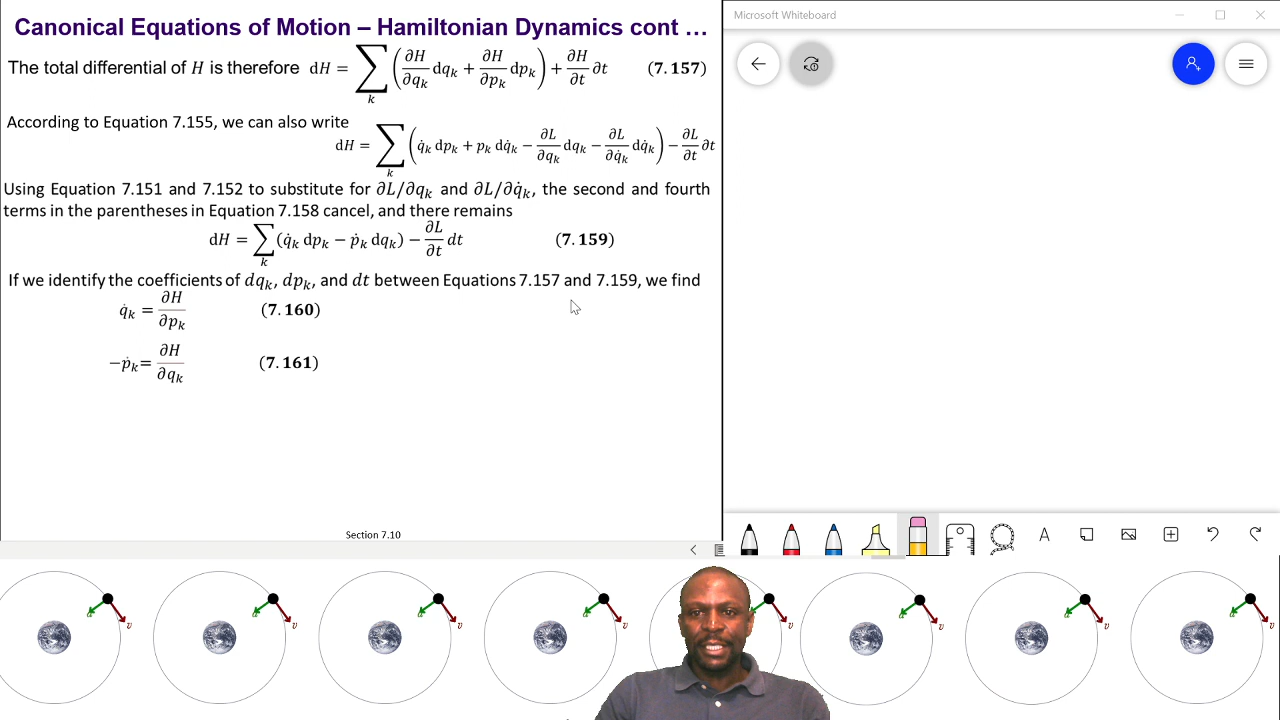 Canonical Equations of Motion – Hamiltonian Dynamics cont …
The total differential of H is therefore dH = ∑_k (∂H/∂q_k dq_k + ∂H/∂p_k dp_k) + ∂H/∂t ∂t (7.157)
According to Equation 7.155, we can also write
dH = ∑_k (q̇_k dp_k + p_k dq̇_k − ∂L/∂q_k dq_k − ∂L/∂q̇_k dq̇_k) − ∂L/∂t ∂t
Using Equation 7.151 and 7.152 to substitute for ∂L/∂q_k and ∂L/∂q̇_k, the second and fourth
terms in the parentheses in Equation 7.158 cancel, and there remains
dH = ∑_k (q̇_k dp_k − ṗ_k dq_k) − ∂L/∂t dt (7.159)
If we identify the coefficients of dq_k, dp_k, and dt between Equations 7.157 and 7.159, we find
q̇_k = ∂H/∂p_k (7.160)
−ṗ_k = ∂H/∂q_k (7.161)
Section 7.10
Microsoft Whiteboard
A
a v a v a v a v v a v a v a v